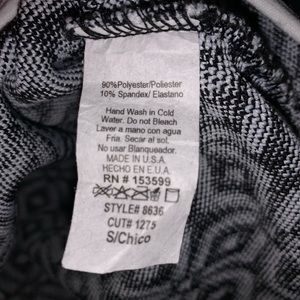 90%Polyester/Poliester
10% Spandex/ Elastano
Hand Wash in Cold
Water. Do not Bleach
Laver a mano con agua
Fria. Secar al sol.
No usar Blanqueador.
MADE IN U.S.A.
HECHO EN E.U.A.
RN # 153599
STYLE# 8636
CUT# 1275
S/Chico